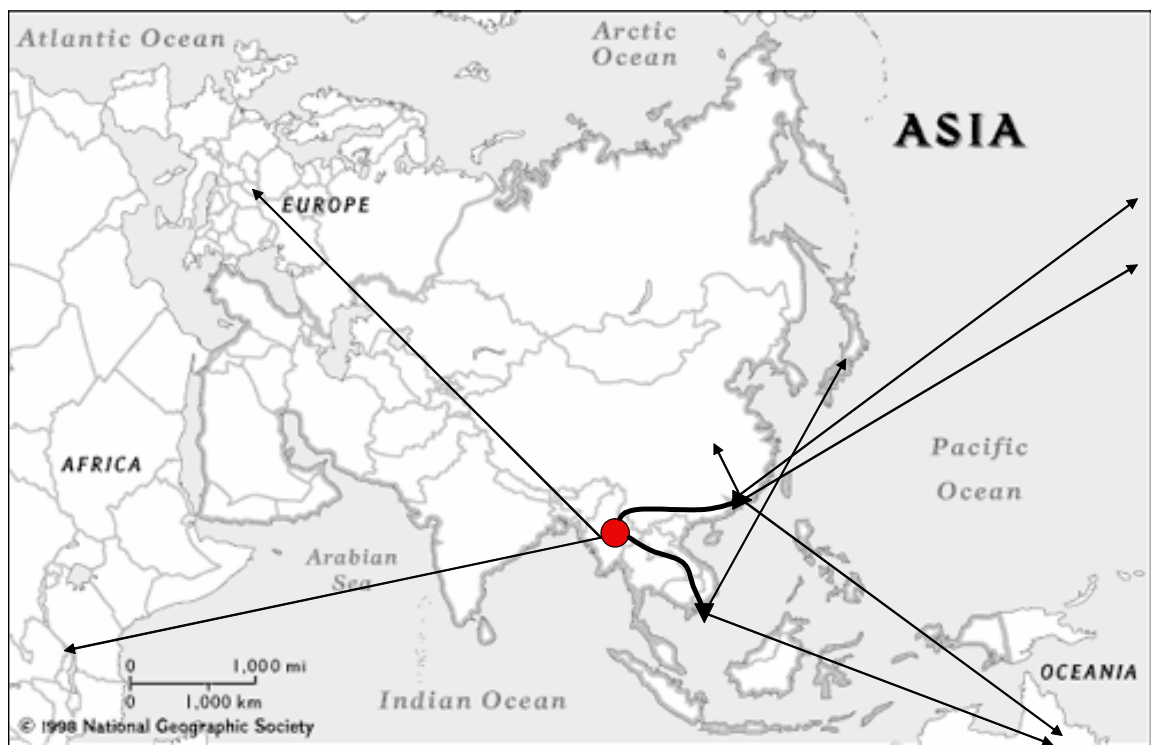 Atlantic Ocean
Arctic
Ocean
ASIA
EUROPE
Pacific
Ocean
AFRICA
Arabian
Sea
0 1,000 mi
0 1,000 km
Indian Ocean
OCEANIA
© 1998 National Geographic Society